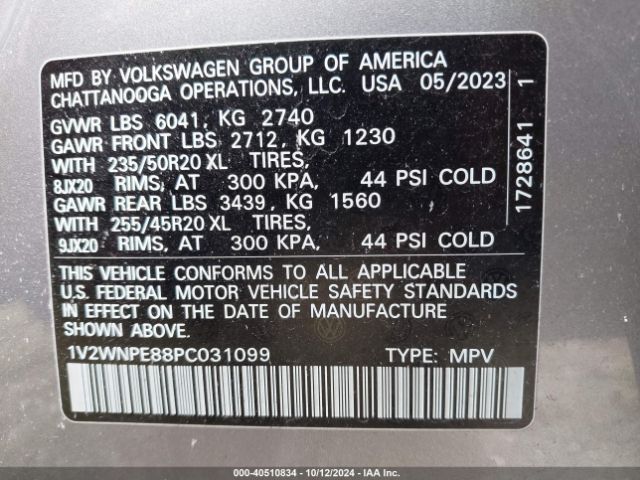 MFD BY VOLKSWAGEN GROUP OF AMERICA
CHATTANOOGA OPERATIONS, LLC. USA 05/2023
GVWR LBS 6041, KG 2740
GAWR FRONT LBS 2712, KG 1230
WITH 235/50R20 XL TIRES,
8JX20 RIMS, AT 300 KPA, 44 PSI COLD
GAWR REAR LBS 3439, KG 1560
WITH 255/45R20 XL TIRES,
9JX20 RIMS, AT 300 KPA, 44 PSI COLD
THIS VEHICLE CONFORMS TO ALL APPLICABLE
U.S. FEDERAL MOTOR VEHICLE SAFETY STANDARDS
IN EFFECT ON THE DATE OF MANUFACTURE
SHOWN ABOVE.
1V2WNPE88PC031099 TYPE: MPV
1728641 1
000-40510834 - 10/12/2024 - IAA Inc.